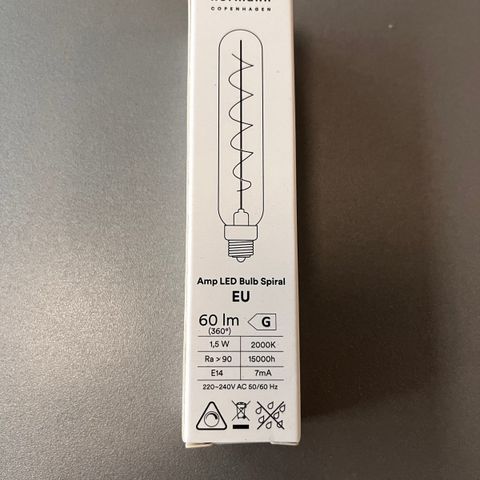 COPENHAGEN
Amp LED Bulb Spiral
EU
60 lm G
(360°)
1,5 W 2000K
Ra > 90 15000h
E14 7mA
220-240V AC 50/60 Hz